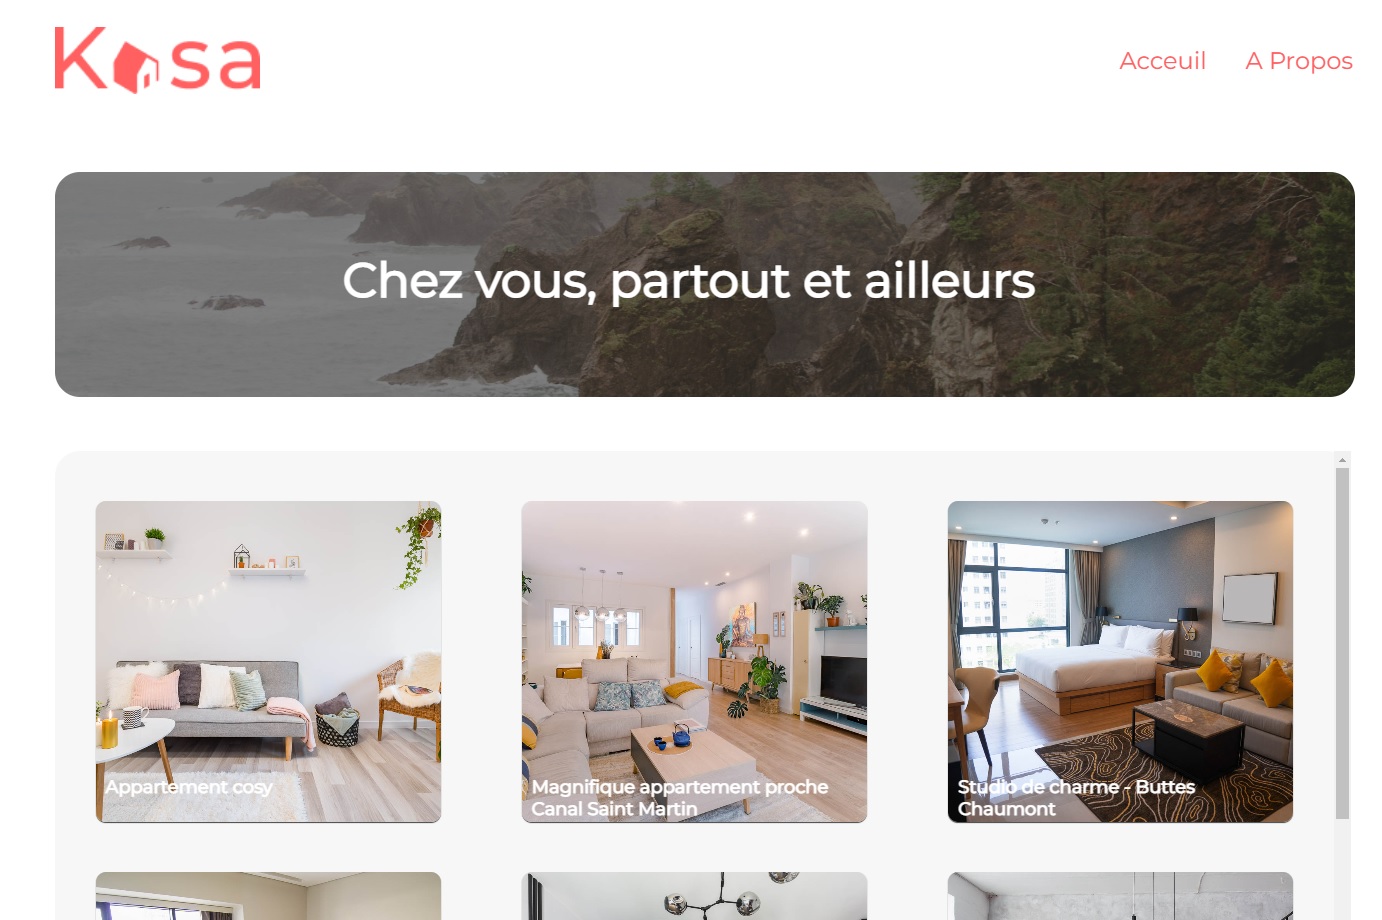 Kasa
Acceuil A Propos
Chez vous, partout et ailleurs
Appartement cosy
Magnifique appartement proche
Canal Saint Martin
Studio de charme - Buttes
Chaumont